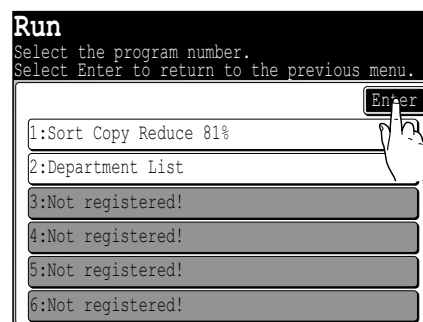 Run
Select the program number.
Select Enter to return to the previous menu.
Enter
1:Sort Copy Reduce 81%
2:Department List
3:Not registered!
4:Not registered!
5:Not registered!
6:Not registered!